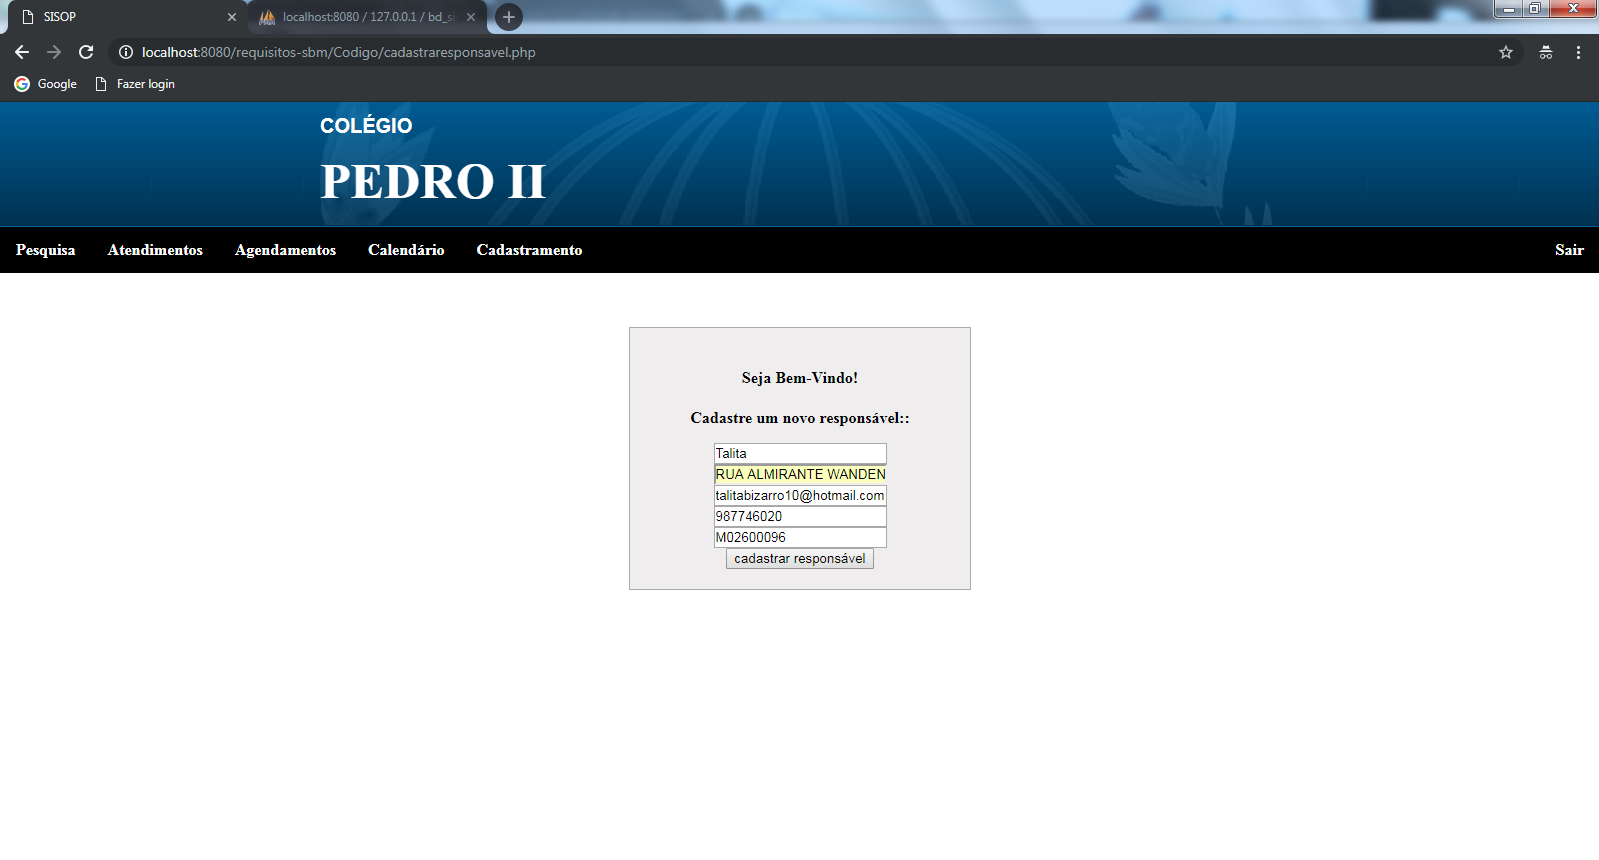 SISOP
localhost:8080 / 127.0.0.1 / bd_si
localhost:8080/requisitos-sbm/Codigo/cadastraresponsavel.php
Google
Fazer login
COLÉGIO
PEDRO II
Pesquisa Atendimentos Agendamentos Calendário Cadastramento Sair
Seja Bem-Vindo!
Cadastre um novo responsável::
Talita
RUA ALMIRANTE WANDEN
talitabizarro10@hotmail.com
987746020
M02600096
cadastrar responsável